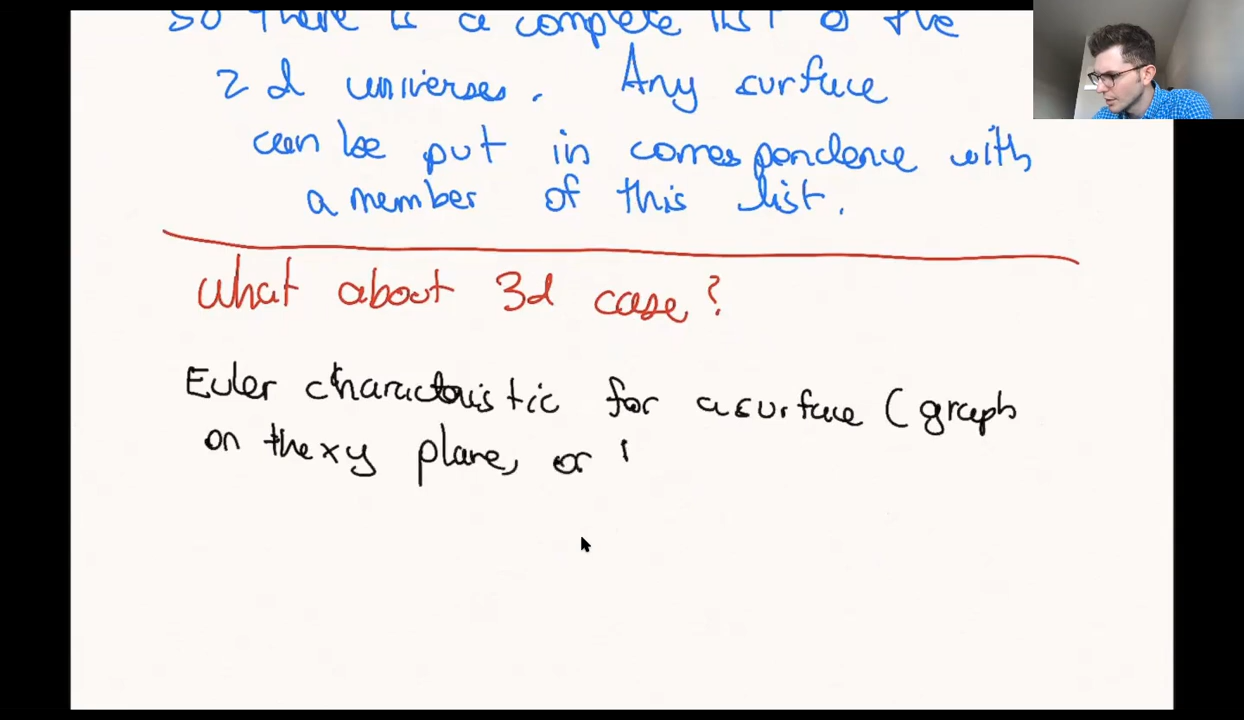 So there is a complete list of the
2d universes. Any surface
can be put in correspondence with
a member of this list.
What about 3d case?
Euler characteristic for a surface (graph
on the xy plane, or